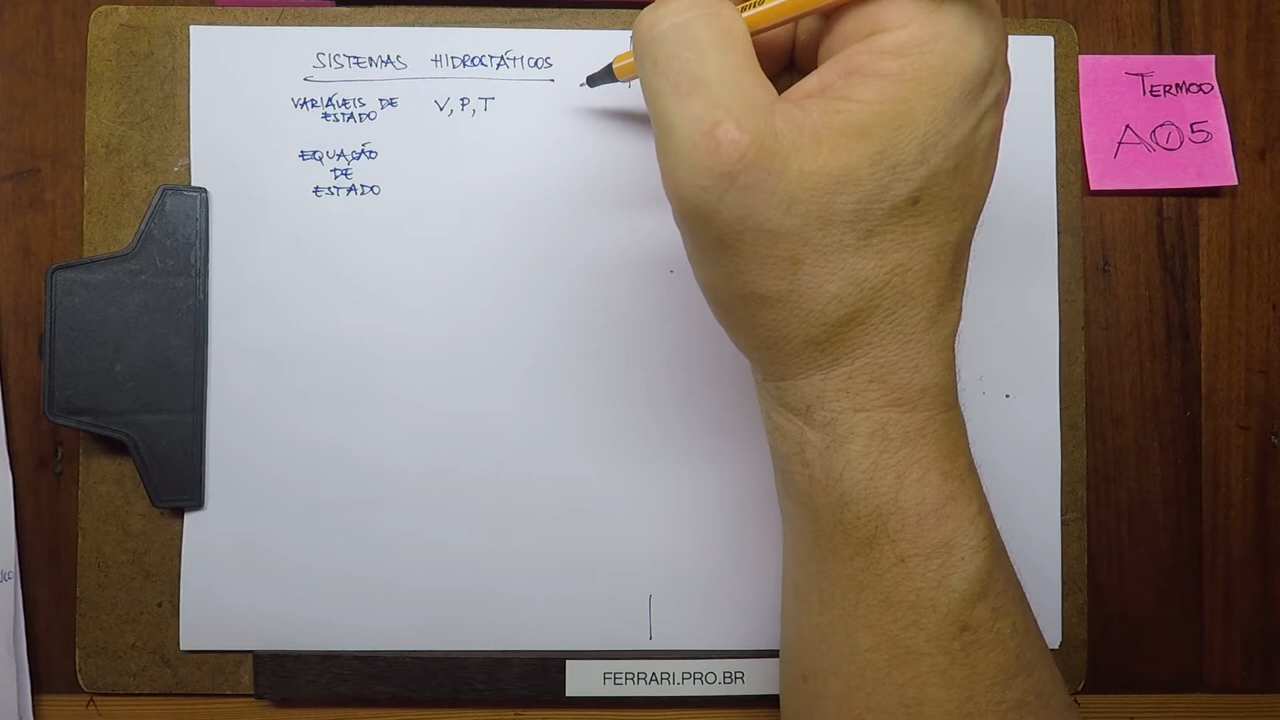 SISTEMAS HIDROSTÁTICOS
VARIÁVEIS DE
ESTADO
V, P, T
EQUAÇÃO
DE
ESTADO
TERMOD
A05
FERRARI.PRO.BR